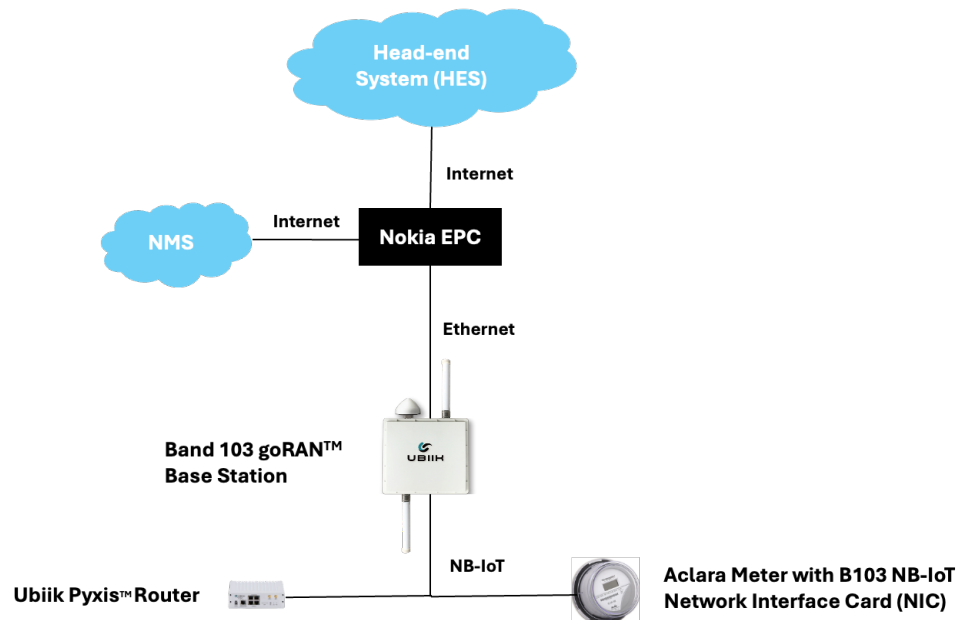 Head-end
System (HES)
Internet
Internet
NMS
Nokia EPC
Ethernet
UBIIK
Band 103 goRAN™
Base Station
NB-IoT
Ubiik Pyxis™ Router
Aclara Meter with B103 NB-IoT
Network Interface Card (NIC)